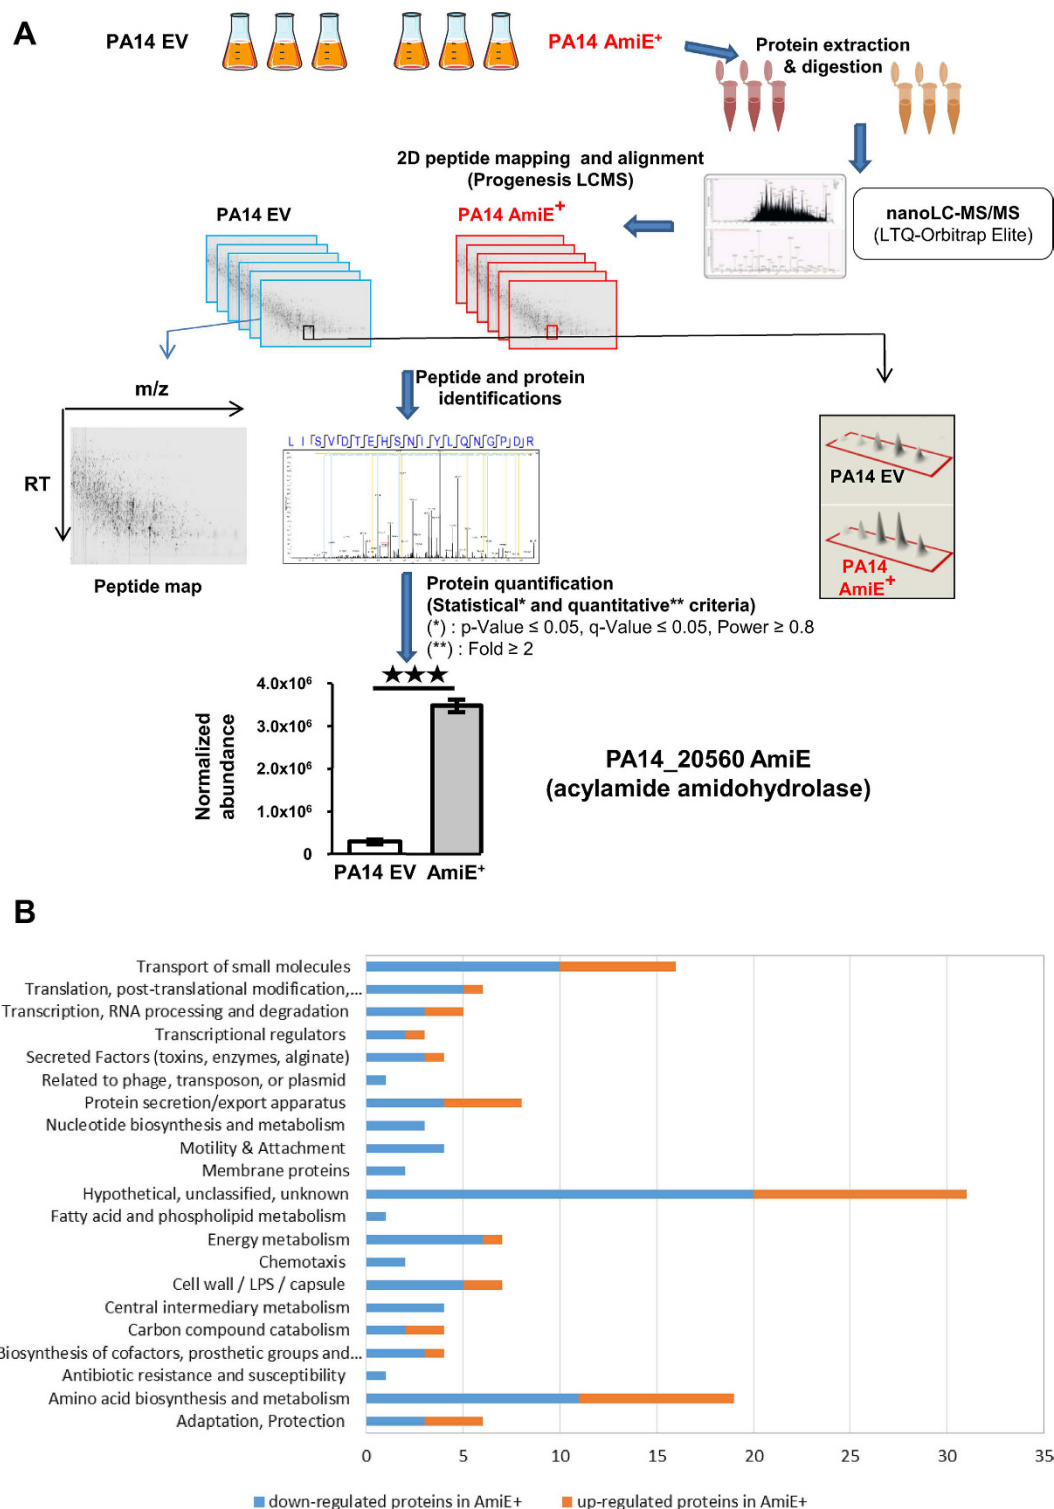 A
PA14 EV
PA14 AmiE+
Protein extraction
& digestion
2D peptide mapping and alignment
(Progenesis LCMS)
nanoLC-MS/MS
(LTQ-Orbitrap Elite)
PA14 EV
PA14 AmiE+
m/z
Peptide and protein
identifications
L I S V D T E H S N I Y L Q N G P D R
RT
PA14 EV
PA14
AmiE+
Peptide map
Protein quantification
(Statistical* and quantitative** criteria)
(*) : p-Value ≤ 0.05, q-Value ≤ 0.05, Power ≥ 0.8
(**) : Fold ≥ 2
★★★
Normalized
abundance
4.0x10⁶
3.0x10⁶
2.0x10⁶
1.0x10⁶
0
PA14 EV AmiE+
PA14_20560 AmiE
(acylamide amidohydrolase)
B
Transport of small molecules
Translation, post-translational modification,...
Transcription, RNA processing and degradation
Transcriptional regulators
Secreted Factors (toxins, enzymes, alginate)
Related to phage, transposon, or plasmid
Protein secretion/export apparatus
Nucleotide biosynthesis and metabolism
Motility & Attachment
Membrane proteins
Hypothetical, unclassified, unknown
Fatty acid and phospholipid metabolism
Energy metabolism
Chemotaxis
Cell wall / LPS / capsule
Central intermediary metabolism
Carbon compound catabolism
Biosynthesis of cofactors, prosthetic groups and...
Antibiotic resistance and susceptibility
Amino acid biosynthesis and metabolism
Adaptation, Protection
0 5 10 15 20 25 30 35
down-regulated proteins in AmiE+ up-regulated proteins in AmiE+